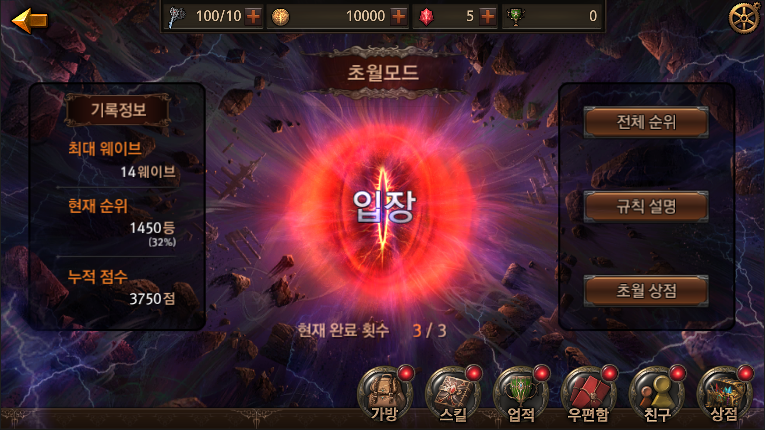 100/10
10000
5
0
초월모드
기록정보
최대 웨이브
14웨이브
현재 순위
1450등
(32%)
누적 점수
3750점
입장
현재 완료 횟수 3 / 3
전체 순위
규칙 설명
초월 상점
가방
스킬
업적
우편함
친구
상점